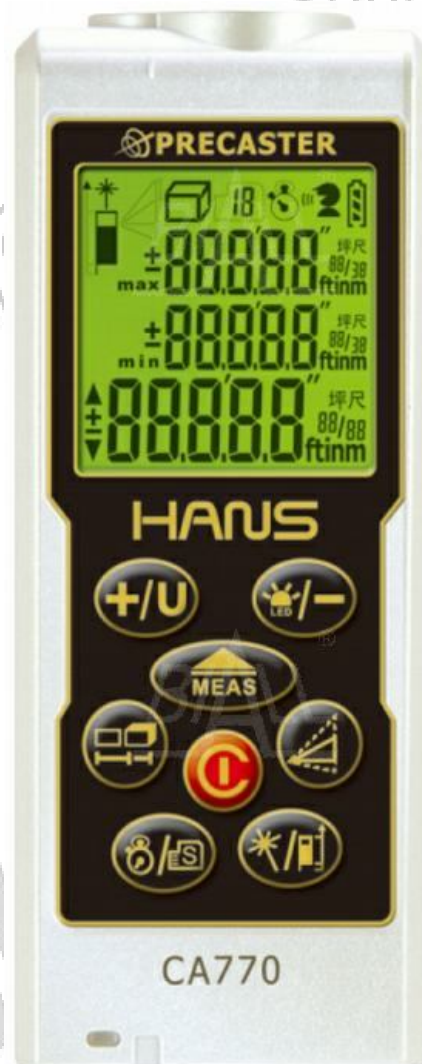 PRECASTER
18
± 88888'" 坪尺
88/38
max ftinm
± 88888'" 坪尺
88/38
min ftinm
± 88888'" 坪尺
88/88
ftinm
HANS
+/U
LED /−
MEAS
/S
®
CA770